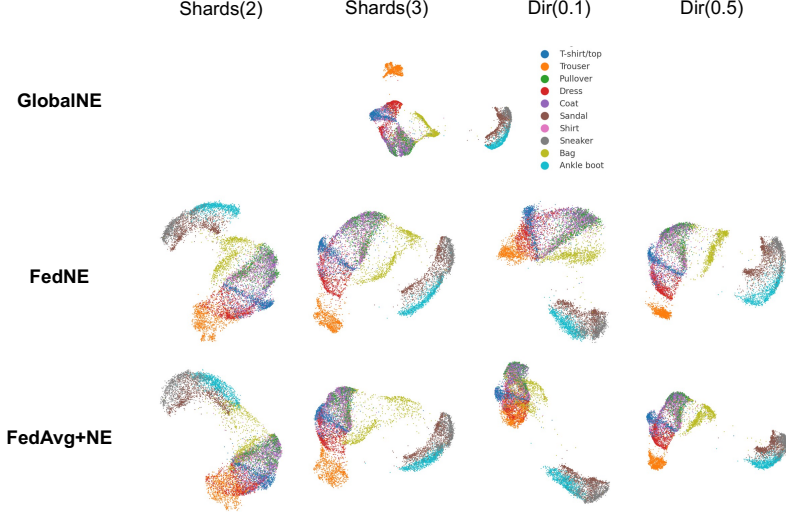 Shards(2) Shards(3) Dir(0.1) Dir(0.5)
GlobalNE
T-shirt/top
Trouser
Pullover
Dress
Coat
Sandal
Shirt
Sneaker
Bag
Ankle boot
FedNE
FedAvg+NE